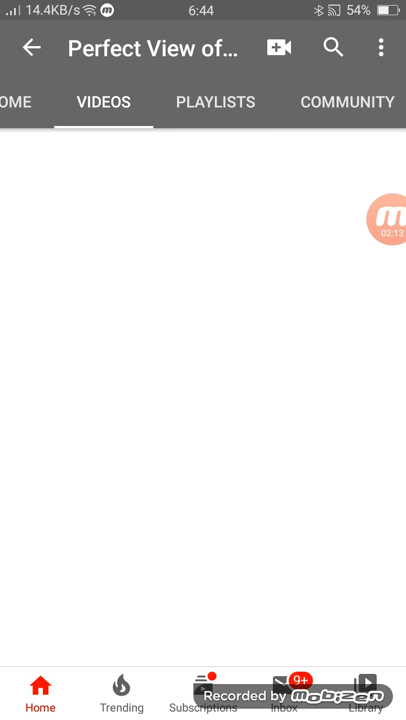 14.4KB/s 6:44 54%
Perfect View of...
OME VIDEOS PLAYLISTS COMMUNITY
02:13
9+
Recorded by mobizen
Home Trending Subscriptions Inbox Library